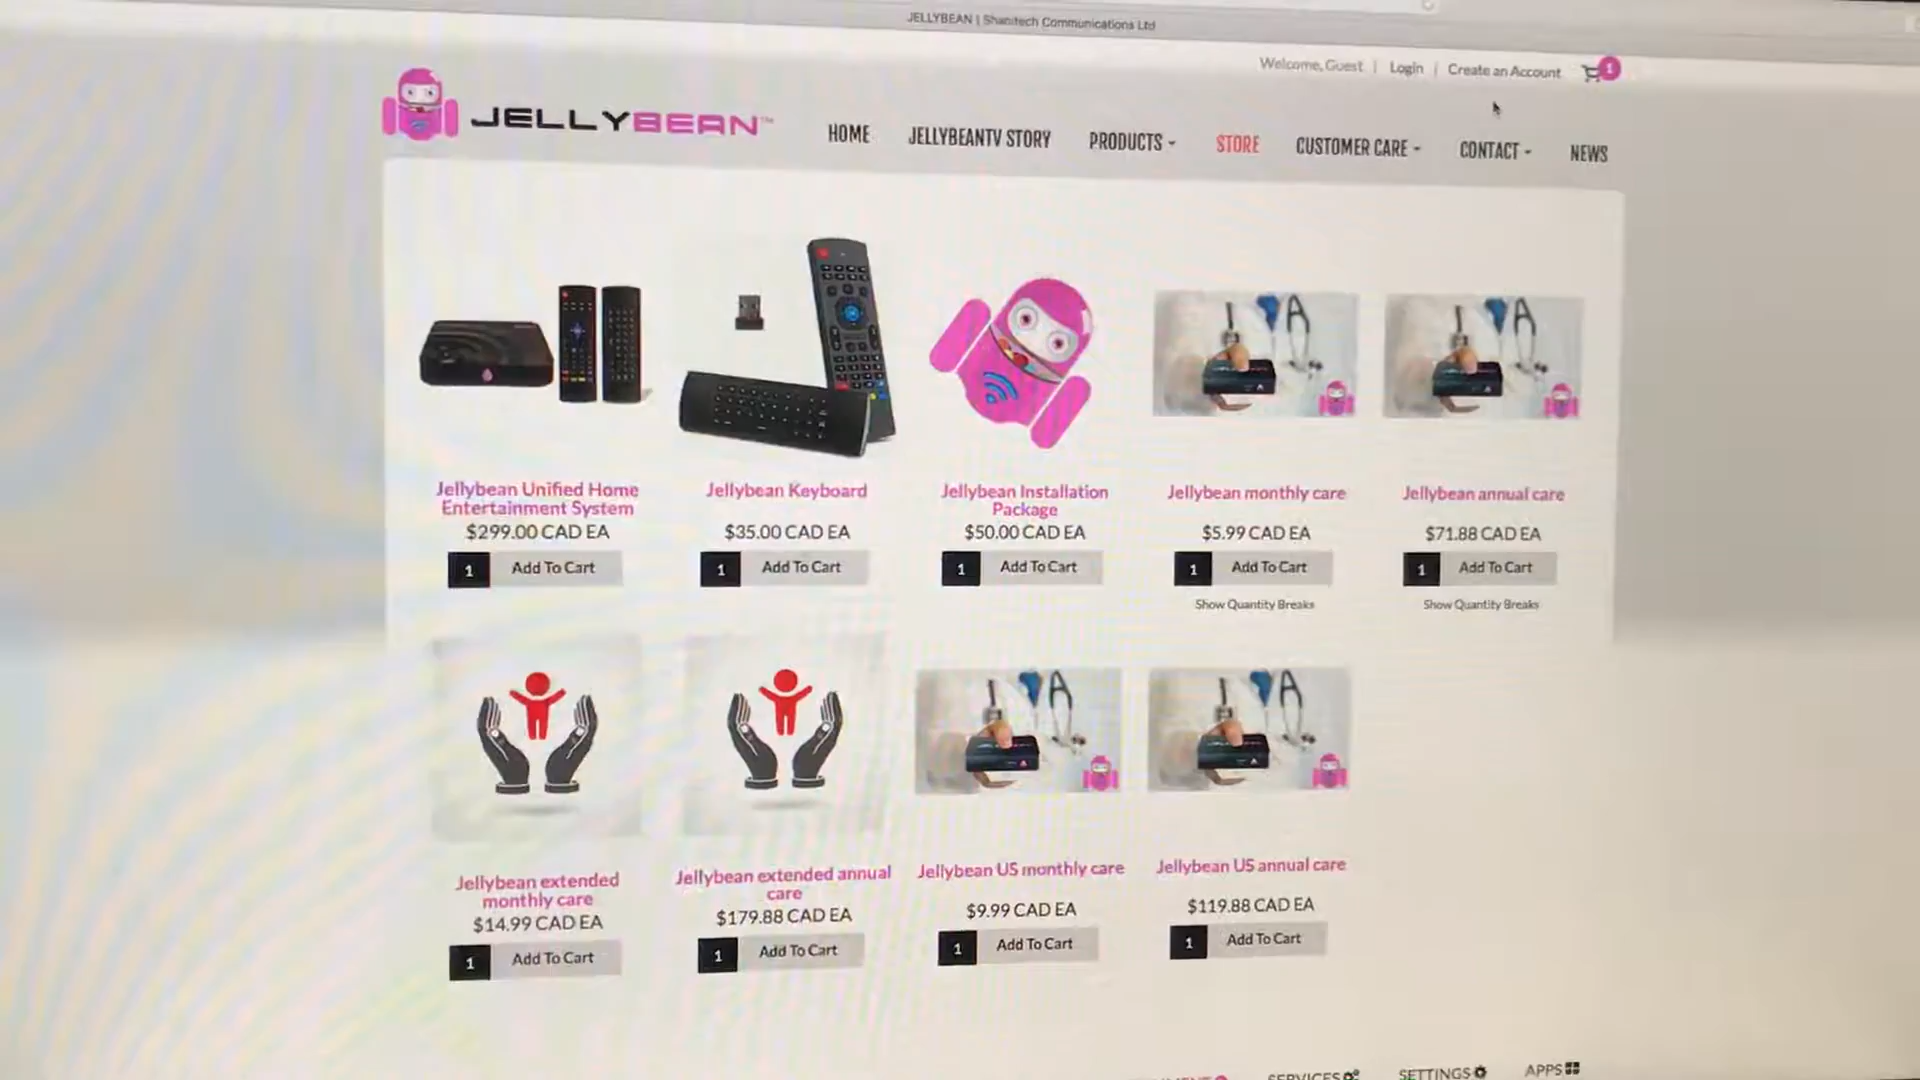 JELLYBEAN | Shanitech Communications Ltd
Welcome, Guest | Login | Create an Account 1
JELLYBEAN™
HOME JELLYBEANTV STORY PRODUCTS STORE CUSTOMER CARE CONTACT NEWS
Jellybean Unified Home
Entertainment System
$299.00 CAD EA
1 Add To Cart
Jellybean Keyboard
$35.00 CAD EA
1 Add To Cart
Jellybean Installation
Package
$50.00 CAD EA
1 Add To Cart
Jellybean monthly care
$5.99 CAD EA
1 Add To Cart
Show Quantity Breaks
Jellybean annual care
$71.88 CAD EA
1 Add To Cart
Show Quantity Breaks
Jellybean extended
monthly care
$14.99 CAD EA
1 Add To Cart
Jellybean extended annual
care
$179.88 CAD EA
1 Add To Cart
Jellybean US monthly care
$9.99 CAD EA
1 Add To Cart
Jellybean US annual care
$119.88 CAD EA
1 Add To Cart
SERVICES SETTINGS APPS